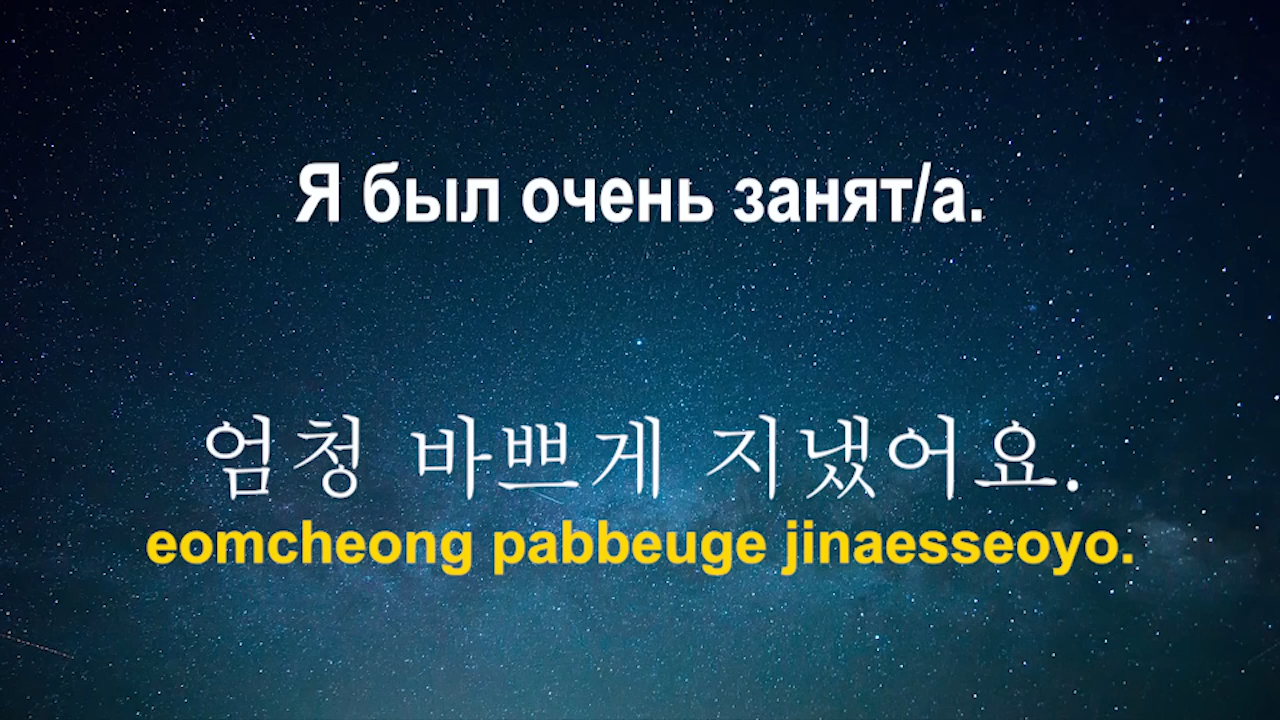 Я был очень занят/а.
엄청 바쁘게 지냈어요.
eomcheong pabbeuge jinaesseoyo.